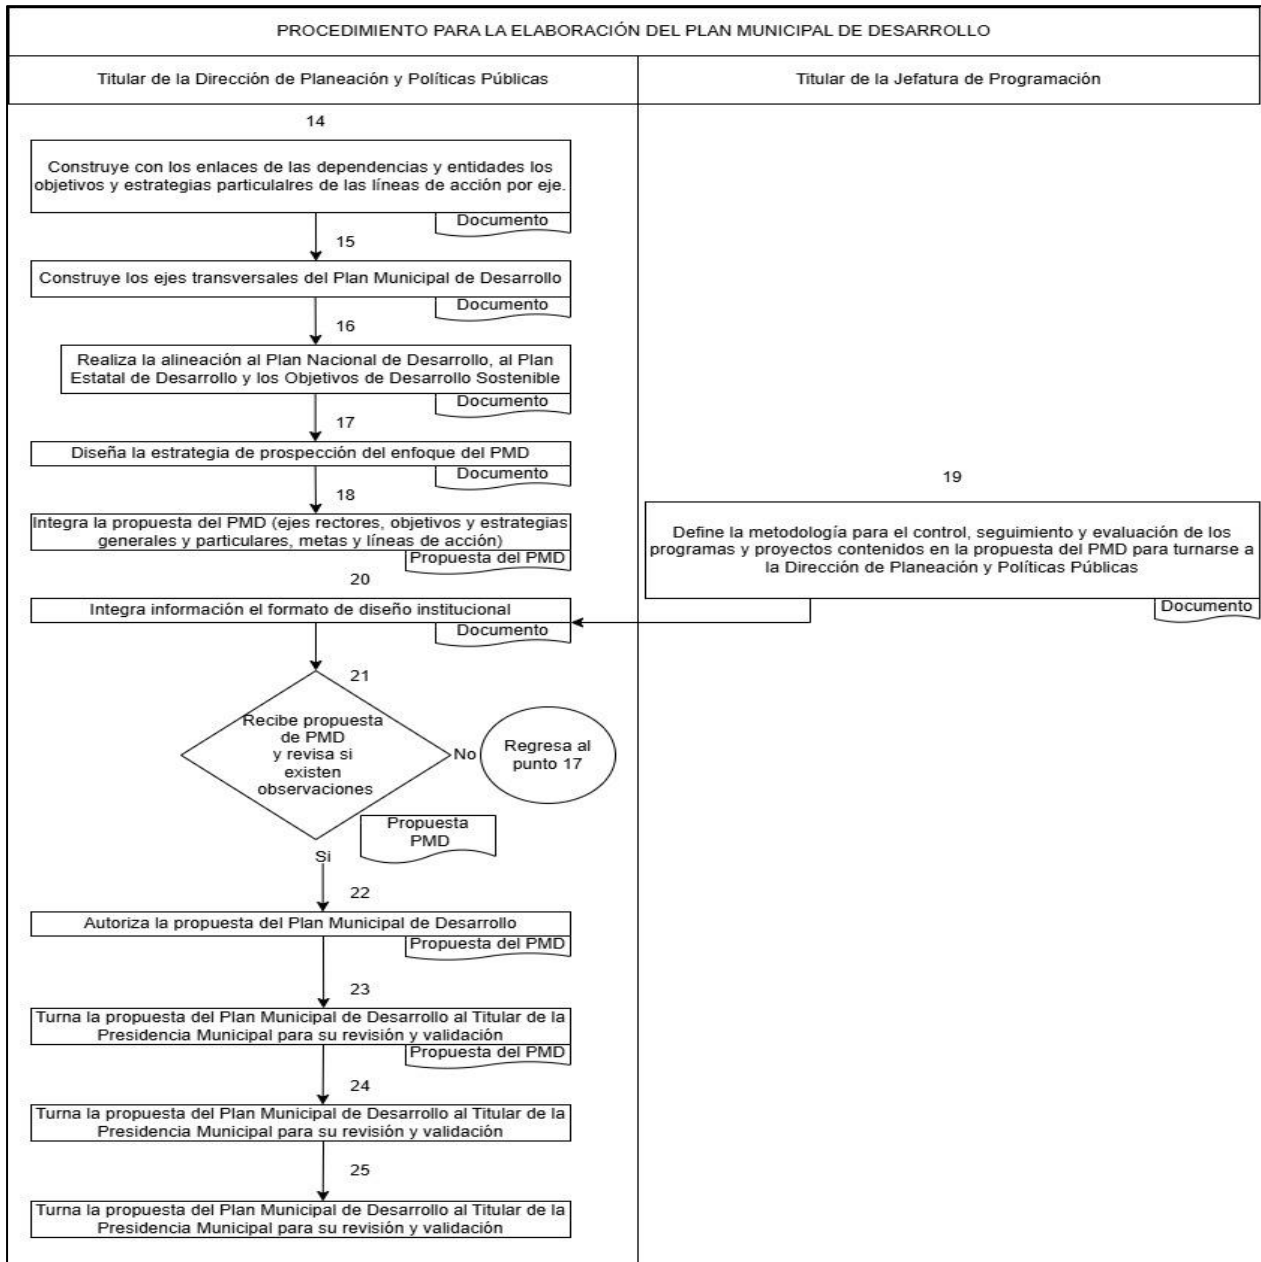 PROCEDIMIENTO PARA LA ELABORACIÓN DEL PLAN MUNICIPAL DE DESARROLLO
Titular de la Dirección de Planeación y Políticas Públicas
Titular de la Jefatura de Programación
14
Construye con los enlaces de las dependencias y entidades los
objetivos y estrategias particulalres de las líneas de acción por eje.
Documento
15
Construye los ejes transversales del Plan Municipal de Desarrollo
Documento
16
Realiza la alineación al Plan Nacional de Desarrollo, al Plan
Estatal de Desarrollo y los Objetivos de Desarrollo Sostenible
Documento
17
Diseña la estrategia de prospección del enfoque del PMD
Documento
18
Integra la propuesta del PMD (ejes rectores, objetivos y estrategias
generales y particulares, metas y líneas de acción)
Propuesta del PMD
19
Define la metodología para el control, seguimiento y evaluación de los
programas y proyectos contenidos en la propuesta del PMD para turnarse a
la Dirección de Planeación y Políticas Públicas
Documento
20
Integra información el formato de diseño institucional
Documento
21
Recibe propuesta
de PMD
y revisa si
existen
observaciones
No
Regresa al
punto 17
Propuesta
PMD
Si
22
Autoriza la propuesta del Plan Municipal de Desarrollo
Propuesta del PMD
23
Turna la propuesta del Plan Municipal de Desarrollo al Titular de la
Presidencia Municipal para su revisión y validación
Propuesta del PMD
24
Turna la propuesta del Plan Municipal de Desarrollo al Titular de la
Presidencia Municipal para su revisión y validación
25
Turna la propuesta del Plan Municipal de Desarrollo al Titular de la
Presidencia Municipal para su revisión y validación